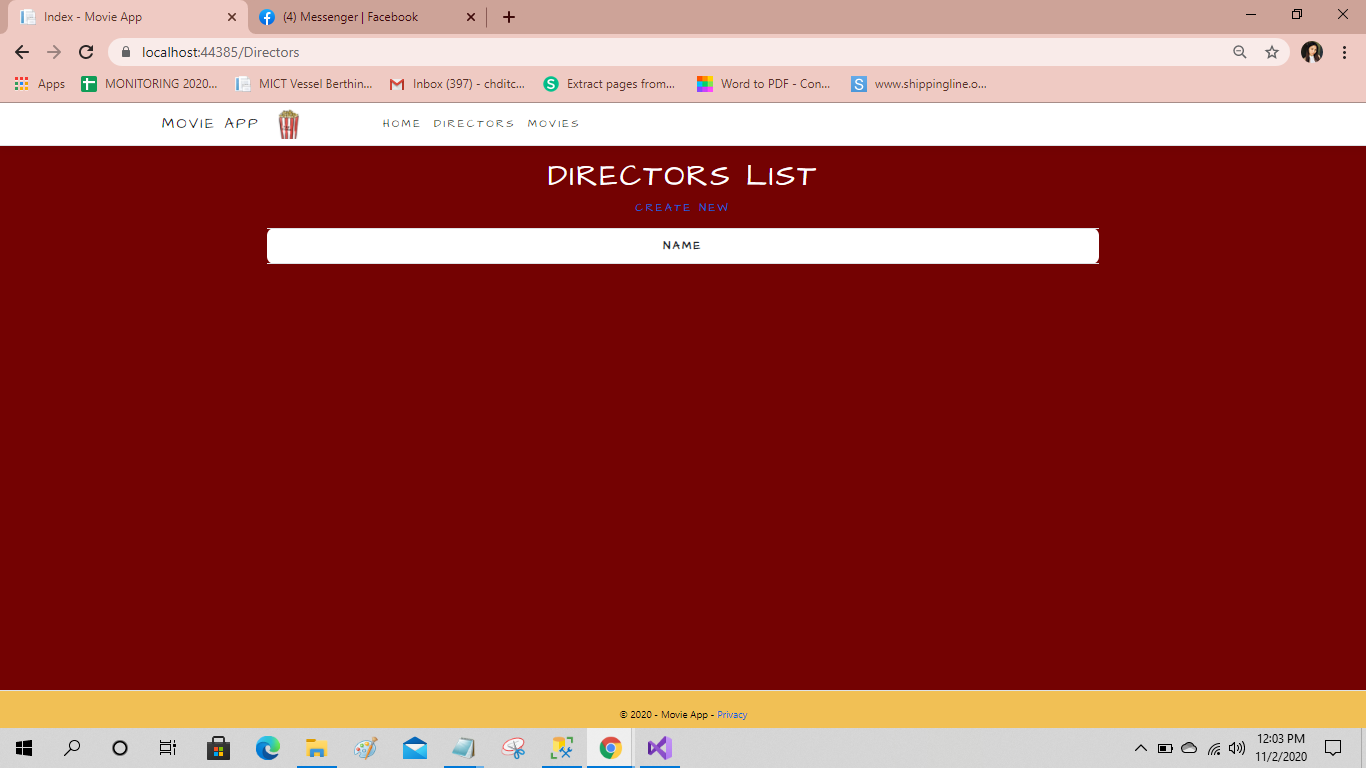 Index - Movie App
(4) Messenger | Facebook
localhost:44385/Directors
Apps MONITORING 2020... MICT Vessel Berthin... Inbox (397) - chditc... Extract pages from... Word to PDF - Con... www.shippingline.o...
MOVIE APP HOME DIRECTORS MOVIES
DIRECTORS LIST
CREATE NEW
NAME
© 2020 - Movie App - Privacy
12:03 PM
11/2/2020